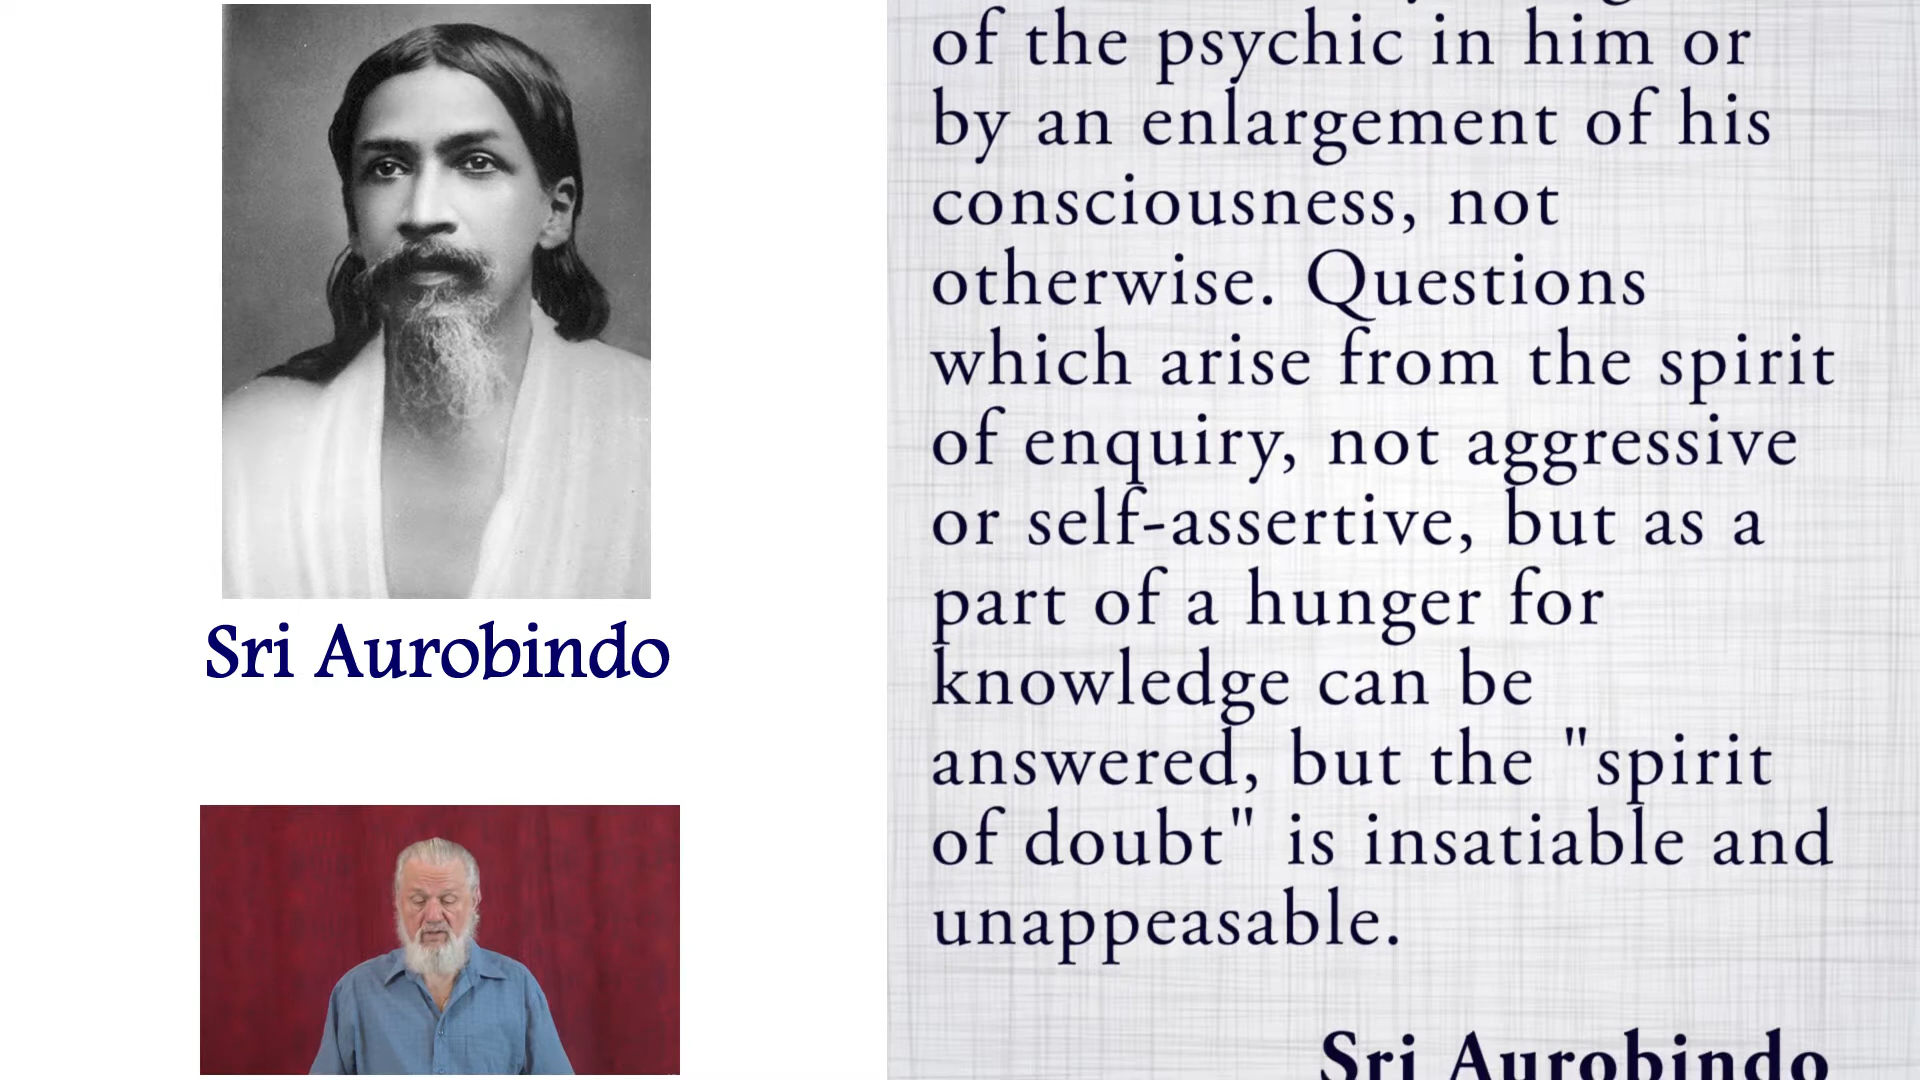 Sri Aurobindo
of the psychic in him or
by an enlargement of his
consciousness, not
otherwise. Questions
which arise from the spirit
of enquiry, not aggressive
or self-assertive, but as a
part of a hunger for
knowledge can be
answered, but the "spirit
of doubt" is insatiable and
unappeasable.
Sri Aurobindo